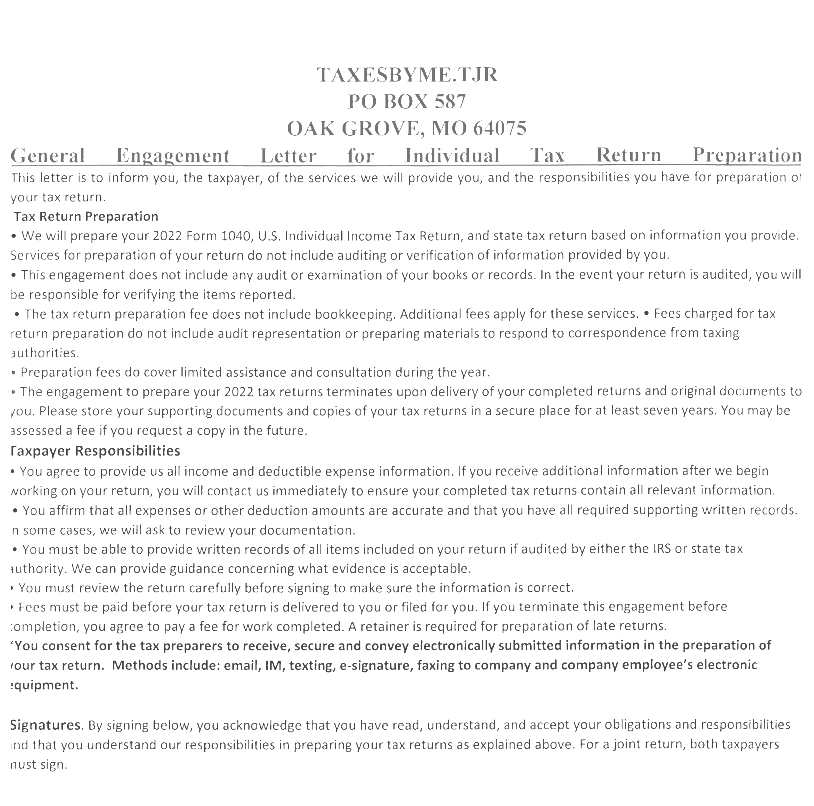 TAXESBYME.TJR
PO BOX 587
OAK GROVE, MO 64075
General Engagement Letter for Individual Tax Return Preparation
This letter is to inform you, the taxpayer, of the services we will provide you, and the responsibilities you have for preparation of
your tax return.
Tax Return Preparation
• We will prepare your 2022 Form 1040, U.S. Individual Income Tax Return, and state tax return based on information you provide.
Services for preparation of your return do not include auditing or verification of information provided by you.
• This engagement does not include any audit or examination of your books or records. In the event your return is audited, you will
be responsible for verifying the items reported.
• The tax return preparation fee does not include bookkeeping. Additional fees apply for these services. • Fees charged for tax
return preparation do not include audit representation or preparing materials to respond to correspondence from taxing
authorities.
• Preparation fees do cover limited assistance and consultation during the year.
• The engagement to prepare your 2022 tax returns terminates upon delivery of your completed returns and original documents to
you. Please store your supporting documents and copies of your tax returns in a secure place for at least seven years. You may be
assessed a fee if you request a copy in the future.
Taxpayer Responsibilities
• You agree to provide us all income and deductible expense information. If you receive additional information after we begin
working on your return, you will contact us immediately to ensure your completed tax returns contain all relevant information.
• You affirm that all expenses or other deduction amounts are accurate and that you have all required supporting written records.
n some cases, we will ask to review your documentation.
• You must be able to provide written records of all items included on your return if audited by either the IRS or state tax
authority. We can provide guidance concerning what evidence is acceptable.
• You must review the return carefully before signing to make sure the information is correct.
• Fees must be paid before your tax return is delivered to you or filed for you. If you terminate this engagement before
completion, you agree to pay a fee for work completed. A retainer is required for preparation of late returns.
*You consent for the tax preparers to receive, secure and convey electronically submitted information in the preparation of
your tax return. Methods include: email, IM, texting, e-signature, faxing to company and company employee's electronic
equipment.
Signatures. By signing below, you acknowledge that you have read, understand, and accept your obligations and responsibilities
and that you understand our responsibilities in preparing your tax returns as explained above. For a joint return, both taxpayers
must sign.